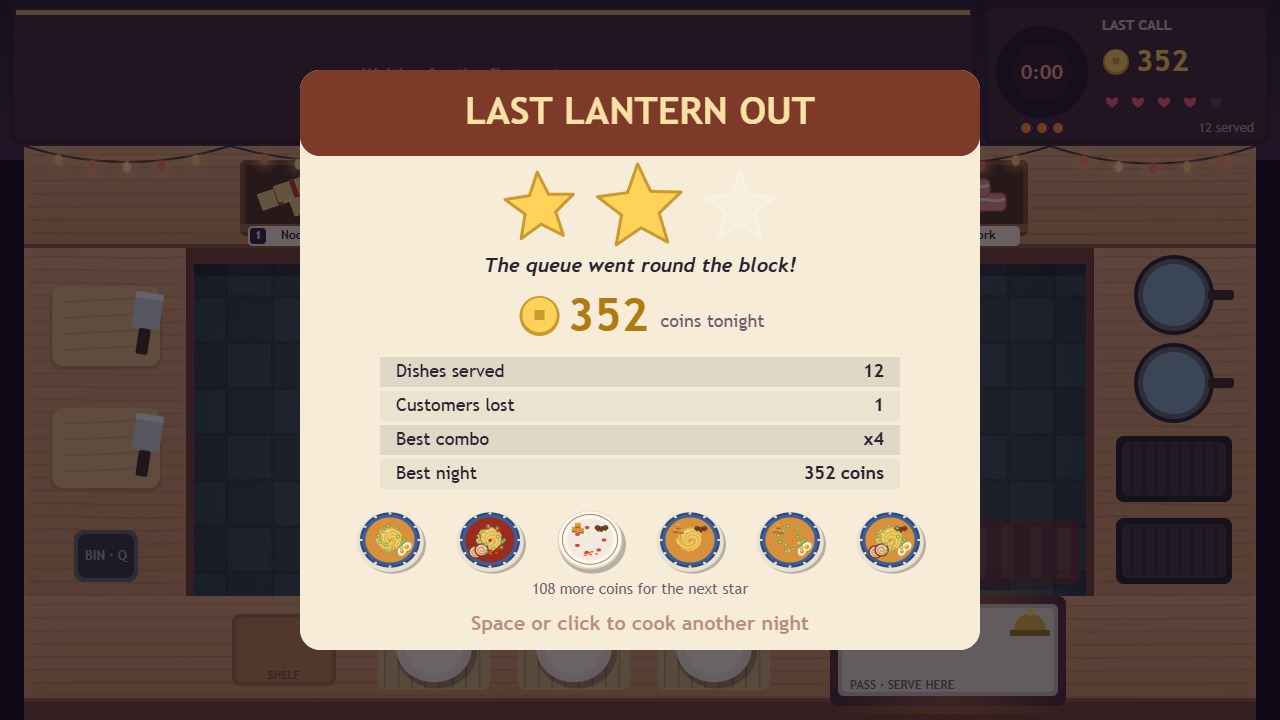 LAST CALL
0:00
352
12 served
LAST LANTERN OUT
The queue went round the block!
352 coins tonight
Dishes served 12
Customers lost 1
Best combo x4
Best night 352 coins
108 more coins for the next star
Space or click to cook another night
1
BIN · Q
SHELF
PASS · SERVE HERE